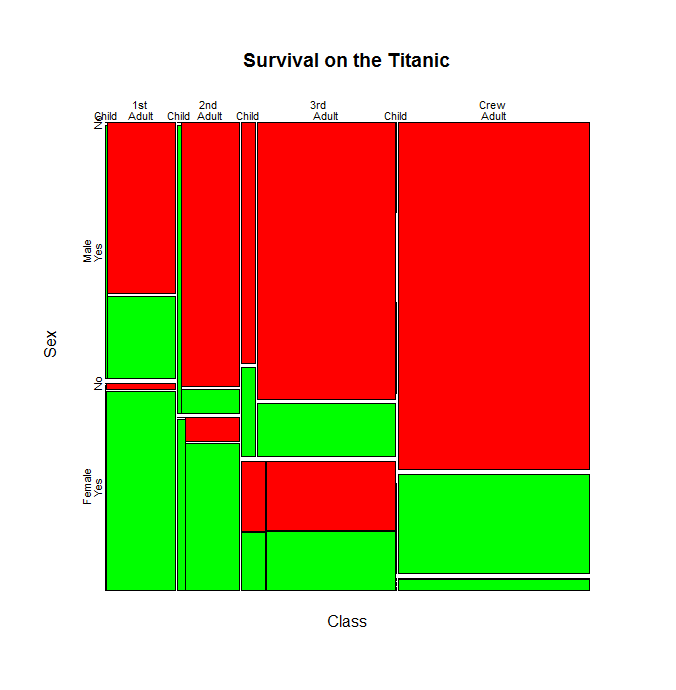 Survival on the Titanic
1st 2nd 3rd Crew
Child Adult Child Adult Child Adult Child Adult
No
Male
Yes
No
Female
Yes
Sex
Class